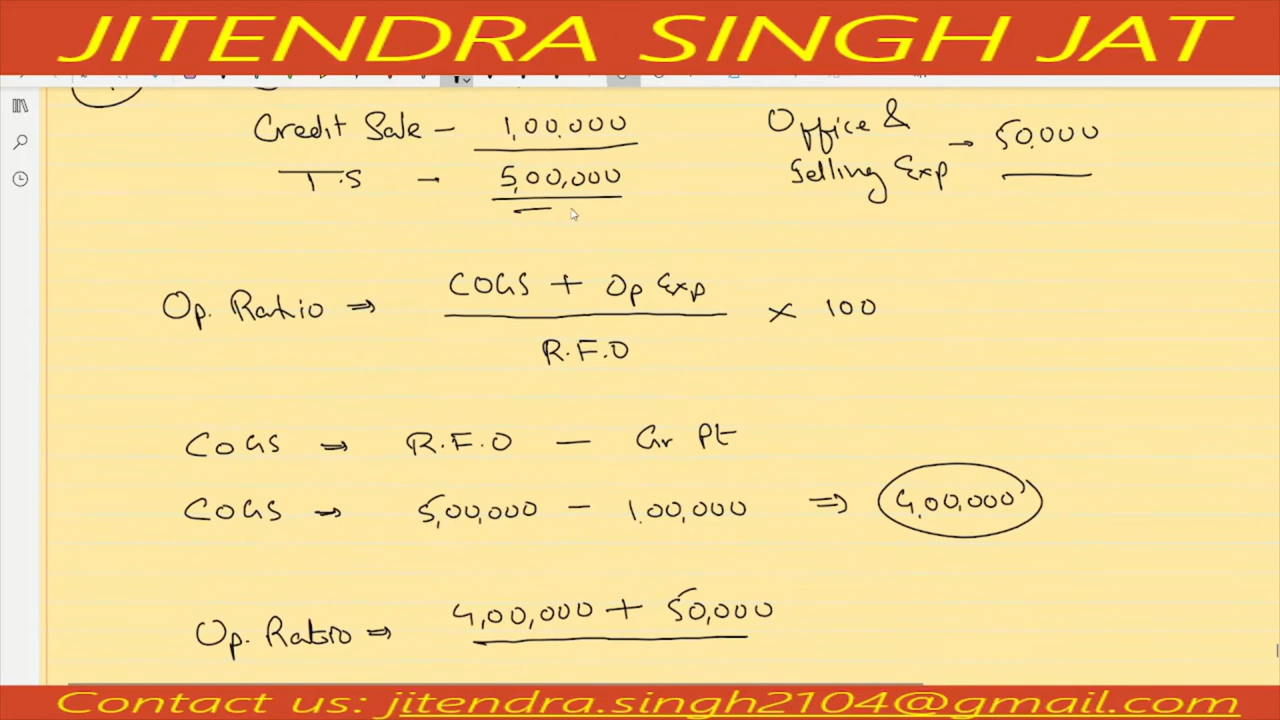 JITENDRA SINGH JAT
Credit Sale - 1,00,000
T.S - 5,00,000
Office &
Selling Exp → 50,000
Op. Ratio ⇒ COGS + Op Exp
R.F.O
× 100
COGS ⇒ R.F.O - Gr Pt
COGS → 5,00,000 - 1,00,000 ⇒ 4,00,000
Op. Ratio ⇒ 4,00,000 + 50,000
Contact us: jitendra.singh2104@gmail.com